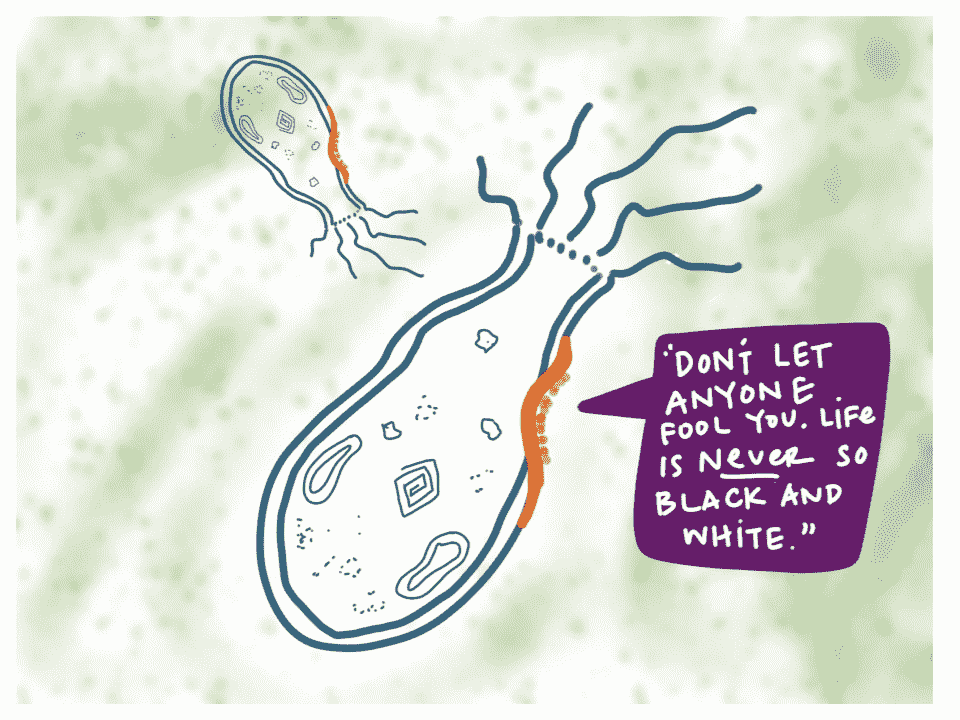 "DON'T LET
ANYONE
FOOL YOU. LiFe
IS NeveR SO
BLACK AND
WHiTE."